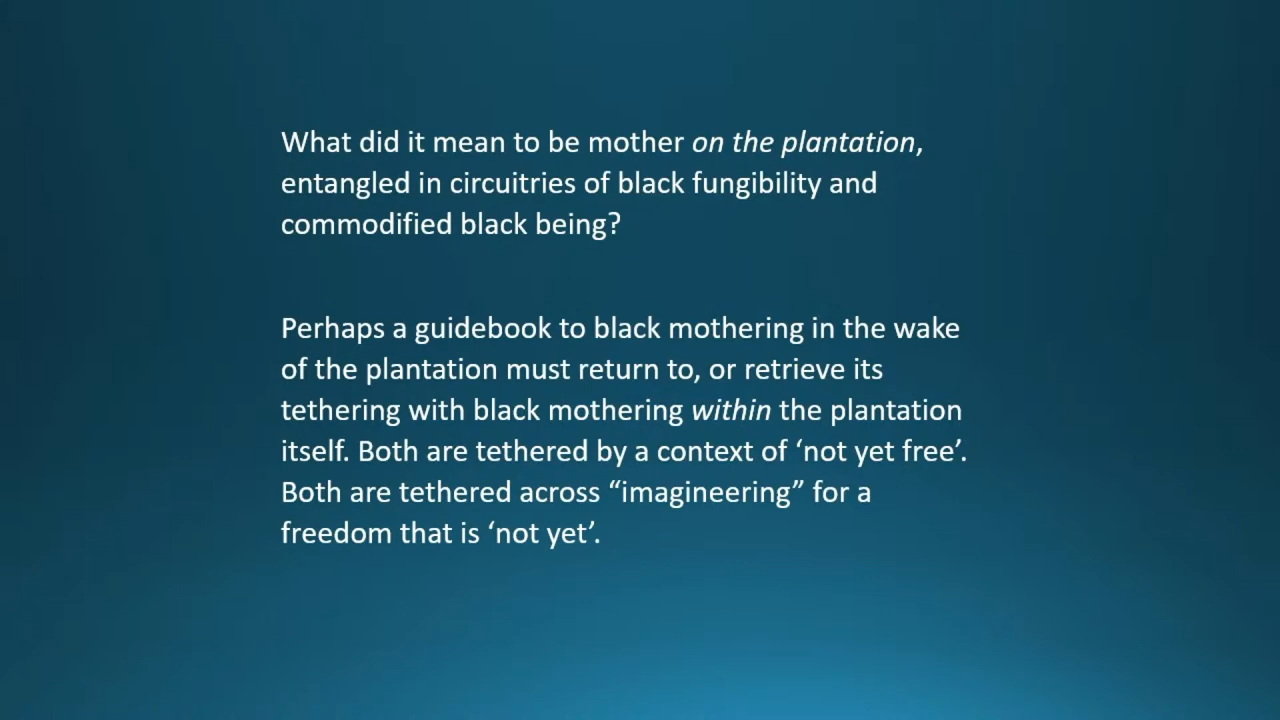 What did it mean to be mother on the plantation,
entangled in circuitries of black fungibility and
commodified black being?
Perhaps a guidebook to black mothering in the wake
of the plantation must return to, or retrieve its
tethering with black mothering within the plantation
itself. Both are tethered by a context of ‘not yet free’.
Both are tethered across “imagineering” for a
freedom that is ‘not yet’.